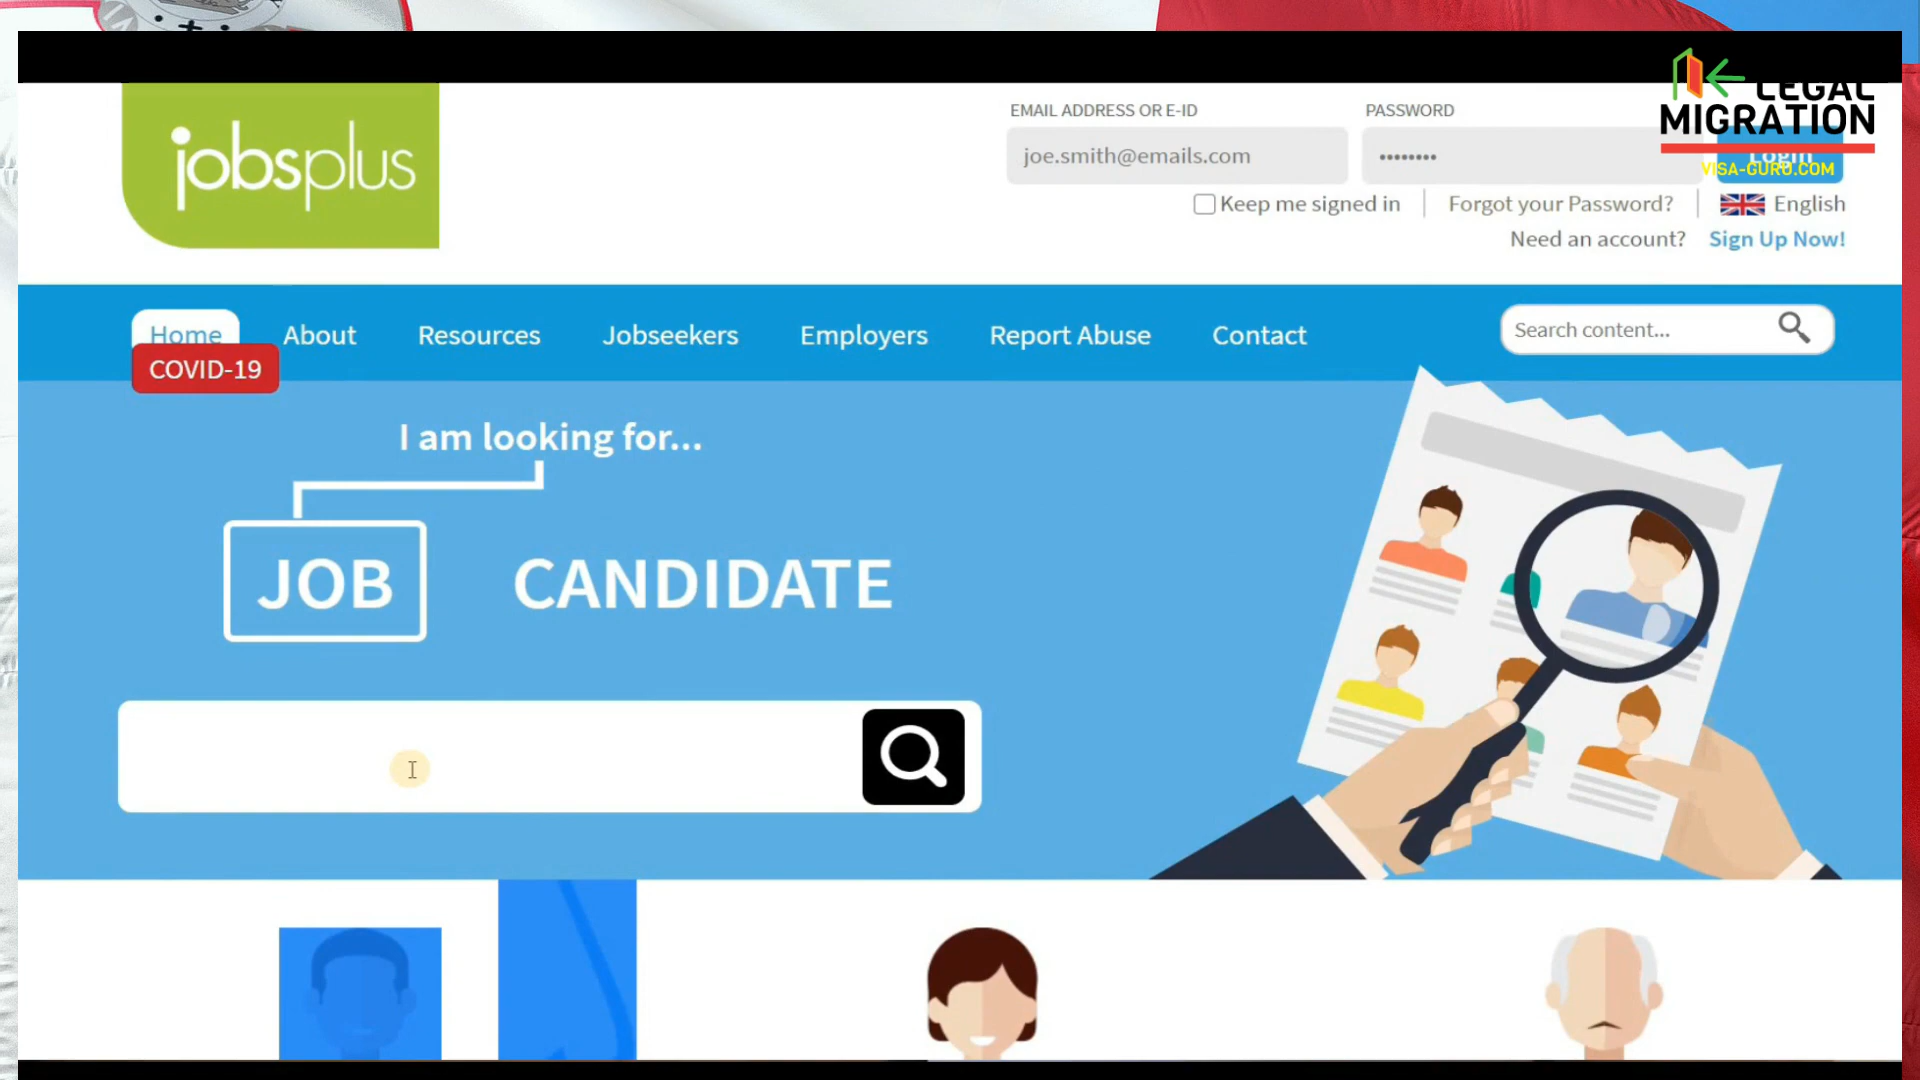 LEGAL
MIGRATION
VISA-GURU.COM
jobsplus
EMAIL ADDRESS OR E-ID
PASSWORD
joe.smith@emails.com
••••••••
Login
Keep me signed in
Forgot your Password?
English
Need an account?
Sign Up Now!
Home
About
Resources
Jobseekers
Employers
Report Abuse
Contact
Search content...
COVID-19
I am looking for...
JOB
CANDIDATE